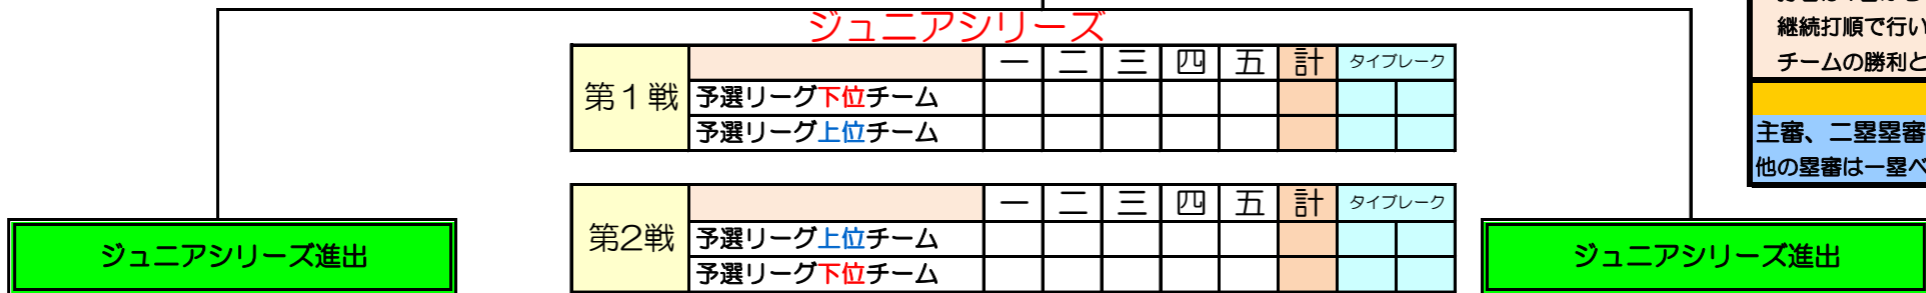 ジュニアシリーズ
第1戦 一 二 三 四 五 計 タイブレーク
予選リーグ下位チーム
予選リーグ上位チーム
第2戦 一 二 三 四 五 計 タイブレーク
予選リーグ上位チーム
予選リーグ下位チーム
ジュニアシリーズ進出
ジュニアシリーズ進出
継続打順で行い
チームの勝利と
主審、二塁塁審
他の塁審は一塁ベ